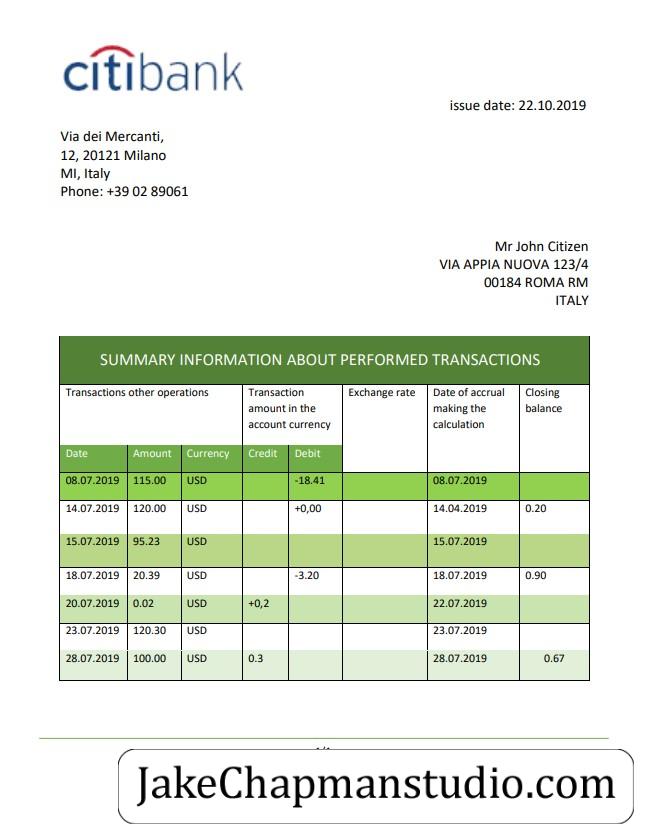 citibank
issue date: 22.10.2019
Via dei Mercanti,
12, 20121 Milano
MI, Italy
Phone: +39 02 89061
Mr John Citizen
VIA APPIA NUOVA 123/4
00184 ROMA RM
ITALY
SUMMARY INFORMATION ABOUT PERFORMED TRANSACTIONS
Transactions other operations
Transaction
amount in the
account currency
Exchange rate
Date of accrual
making the
calculation
Closing
balance
Date Amount Currency Credit Debit
08.07.2019 115.00 USD -18.41 08.07.2019
14.07.2019 120.00 USD +0,00 14.04.2019 0.20
15.07.2019 95.23 USD 15.07.2019
18.07.2019 20.39 USD -3.20 18.07.2019 0.90
20.07.2019 0.02 USD +0,2 22.07.2019
23.07.2019 120.30 USD 23.07.2019
28.07.2019 100.00 USD 0.3 28.07.2019 0.67
JakeChapmanstudio.com